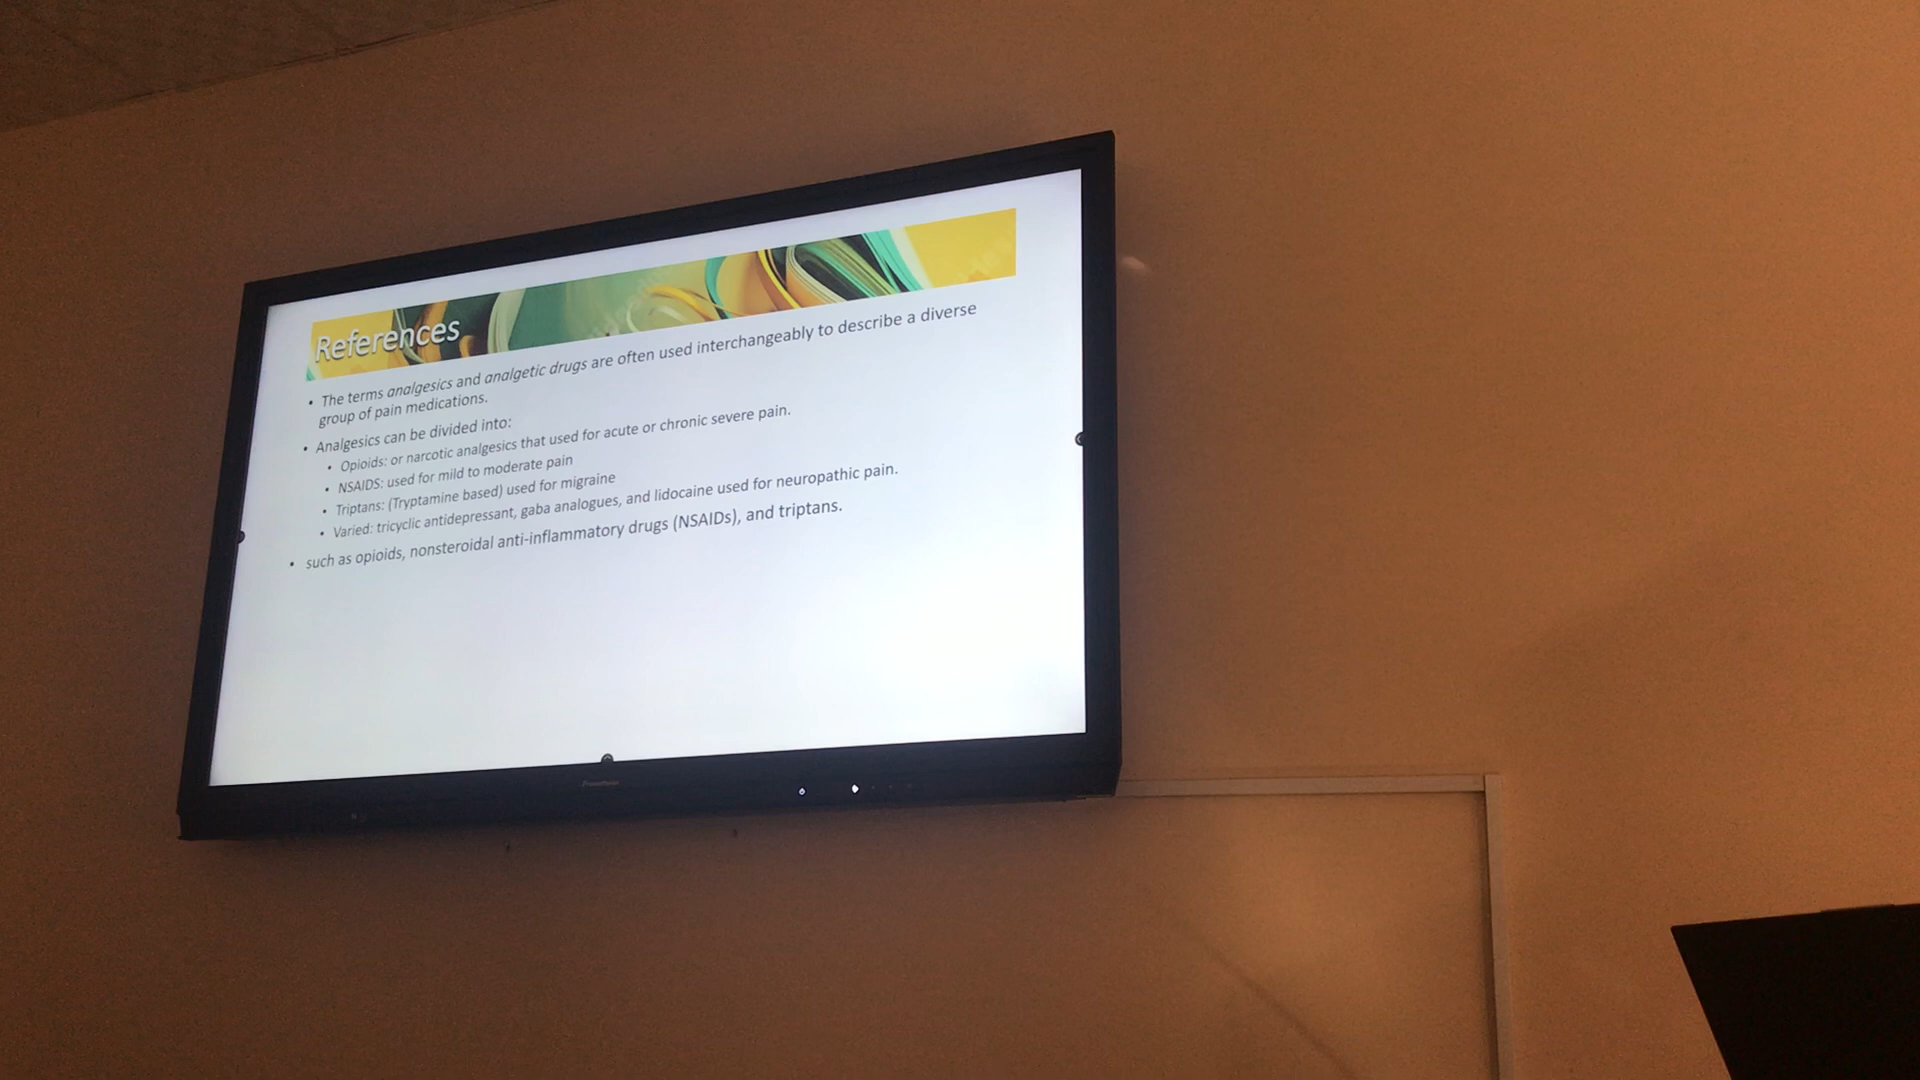 References
• The terms analgesics and analgetic drugs are often used interchangeably to describe a diverse
group of pain medications.
• Analgesics can be divided into:
• Opioids: or narcotic analgesics that used for acute or chronic severe pain.
• NSAIDS: used for mild to moderate pain
• Triptans: (Tryptamine based) used for migraine
• Varied: tricyclic antidepressant, gaba analogues, and lidocaine used for neuropathic pain.
• such as opioids, nonsteroidal anti-inflammatory drugs (NSAIDs), and triptans.